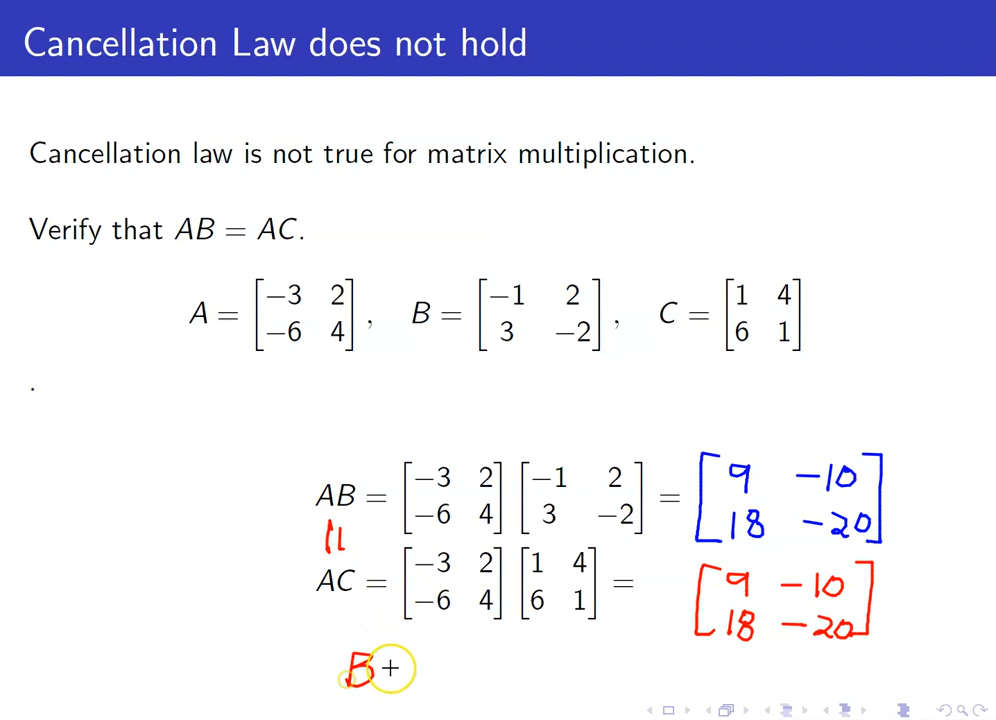 Cancellation Law does not hold
Cancellation law is not true for matrix multiplication.
Verify that AB = AC.
A = [−3 2; −6 4], B = [−1 2; 3 −2], C = [1 4; 6 1]
.
AB = [−3 2; −6 4] [−1 2; 3 −2] = [9 −10; 18 −20]
||
AC = [−3 2; −6 4] [1 4; 6 1] = [9 −10; 18 −20]
B +